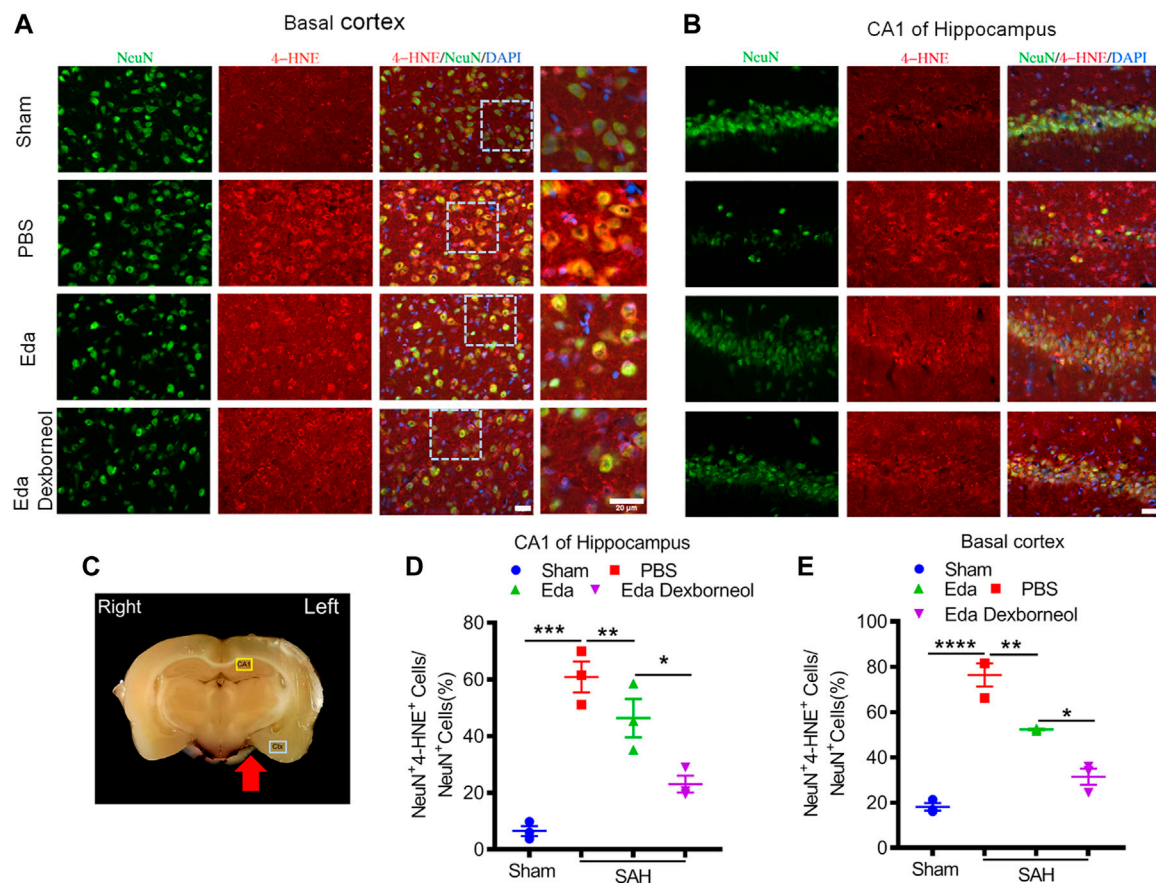 A
Basal cortex
NeuN
4-HNE
4-HNE/NeuN/DAPI
Sham
PBS
Eda
Eda
Dexborneol
20 μm
B
CA1 of Hippocampus
NeuN
4-HNE
NeuN/4-HNE/DAPI
C
Right
Left
CA1
Ctx
D
CA1 of Hippocampus
Sham
PBS
Eda
Eda Dexborneol
NeuN+4-HNE+ Cells/
NeuN+Cells(%)
80
60
40
20
0
***
**
*
Sham
SAH
E
Basal cortex
Sham
Eda
PBS
Eda Dexborneol
NeuN+4-HNE+ Cells/
NeuN+Cells(%)
100
80
60
40
20
0
****
**
*
Sham
SAH